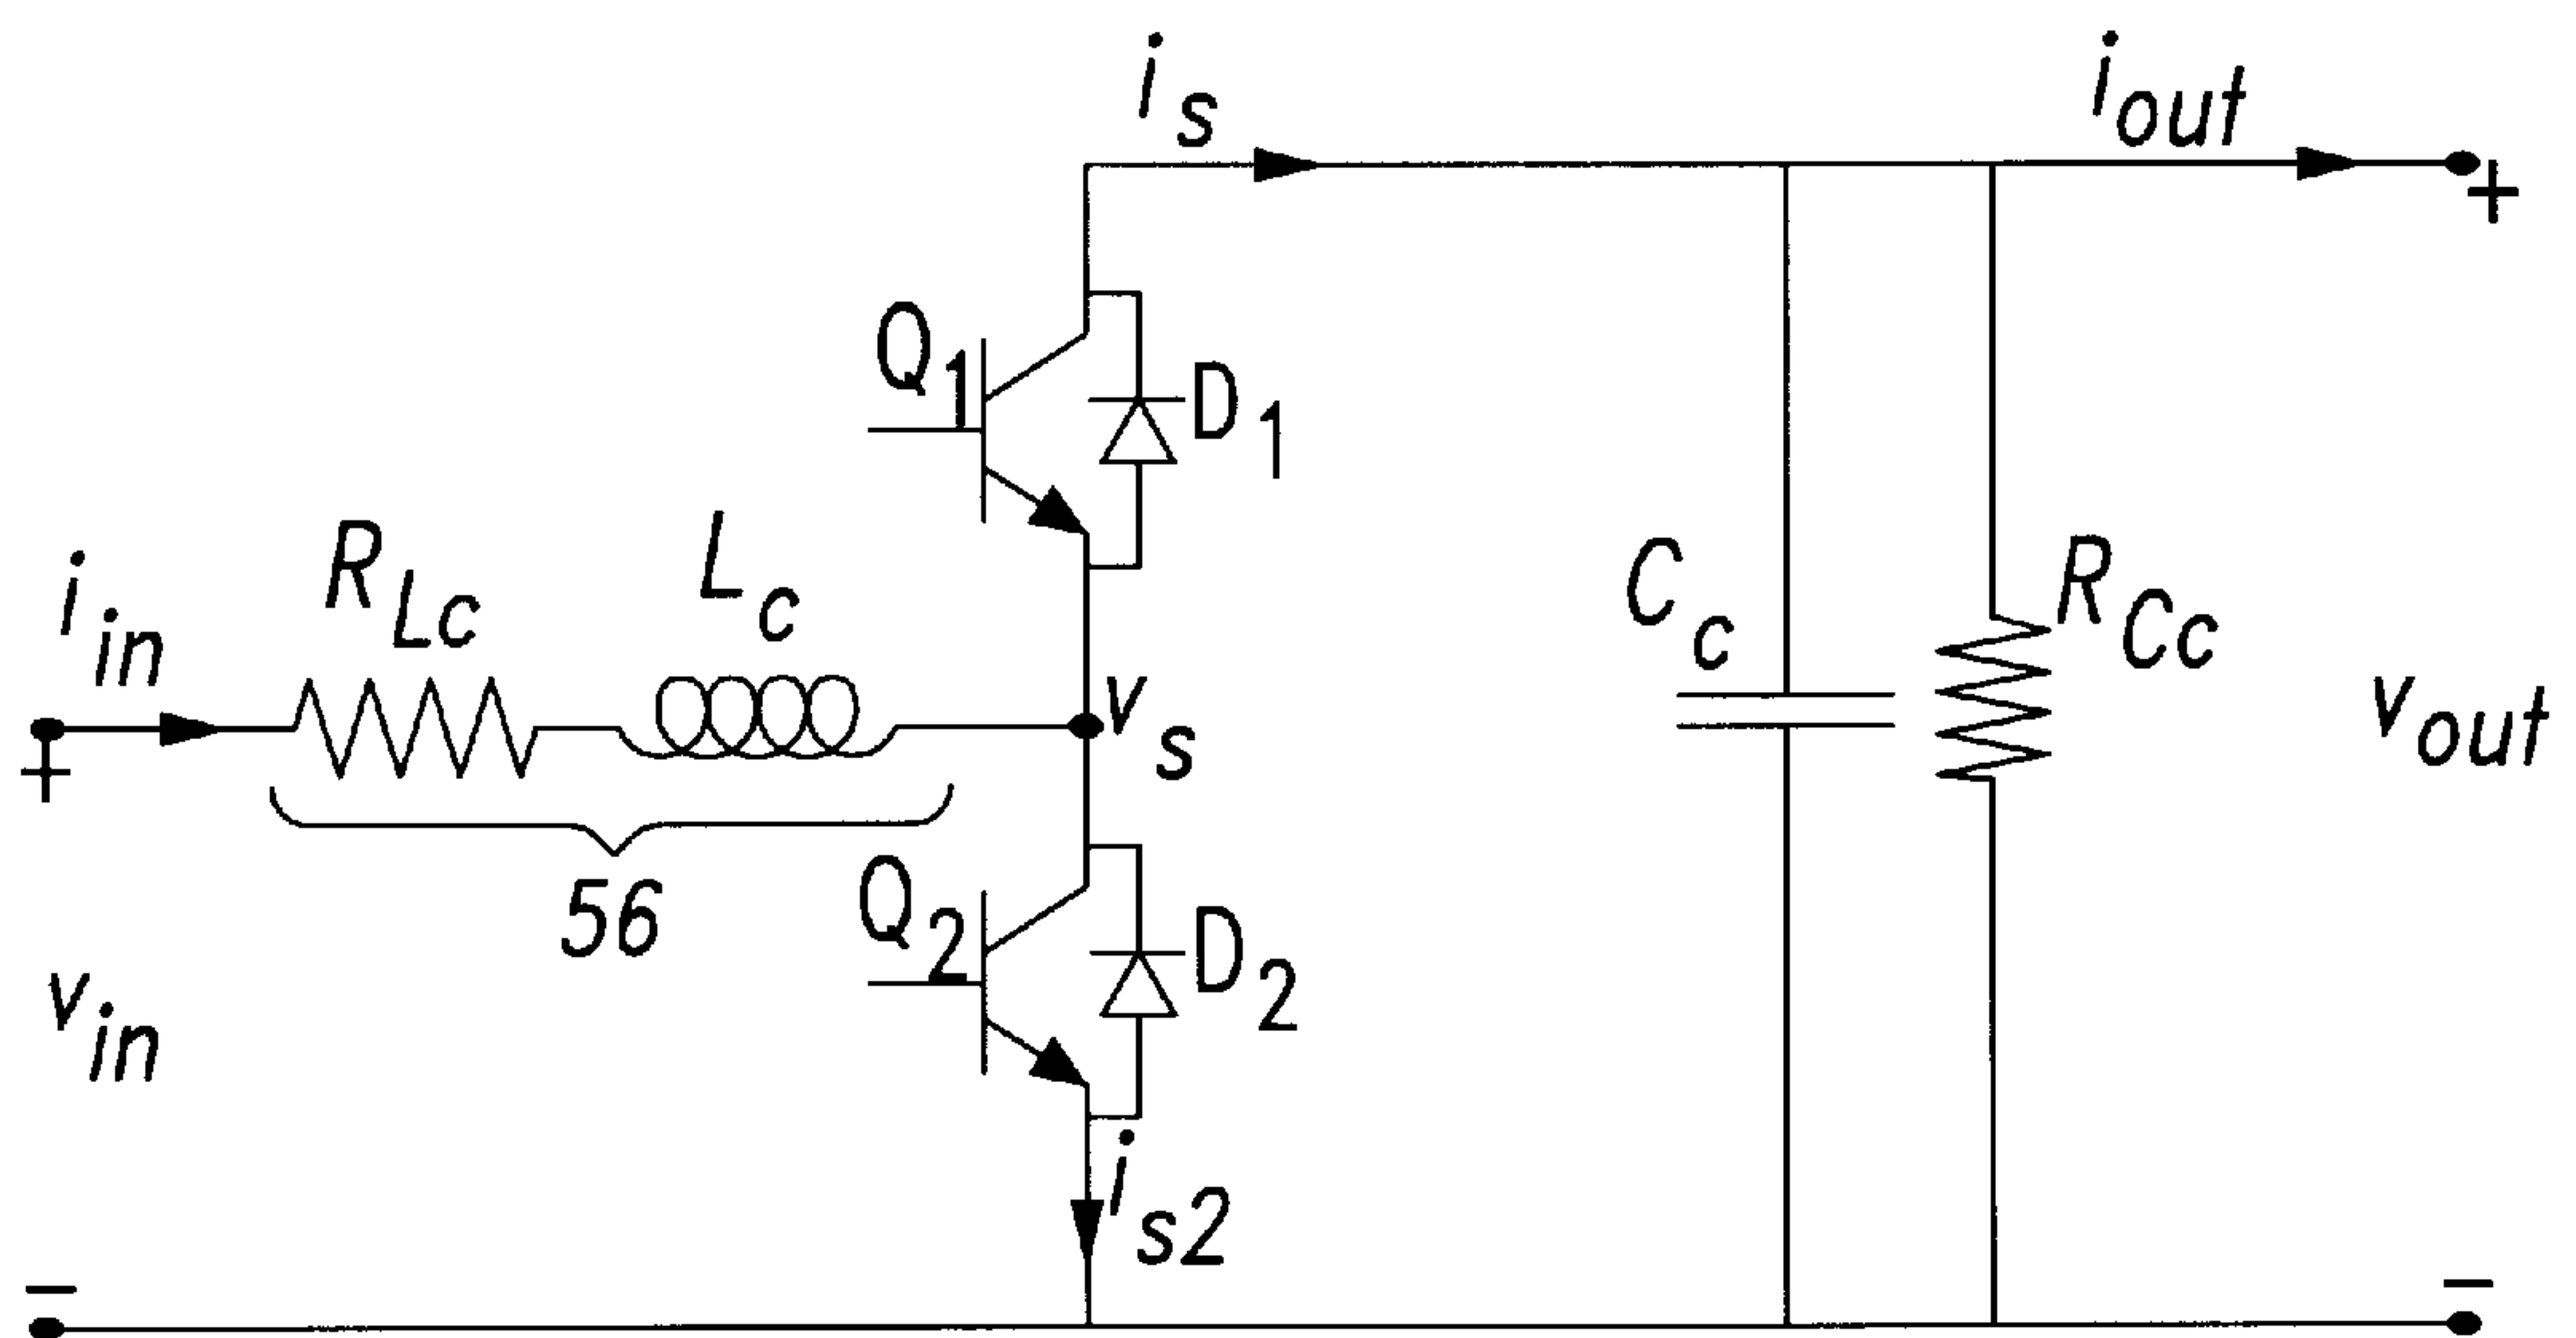 i_s
i_out
+
Q_1
D_1
i_in
R_Lc
L_c
C_c
R_Cc
v_s
v_out
+
56
Q_2
D_2
v_in
i_s2
−
−